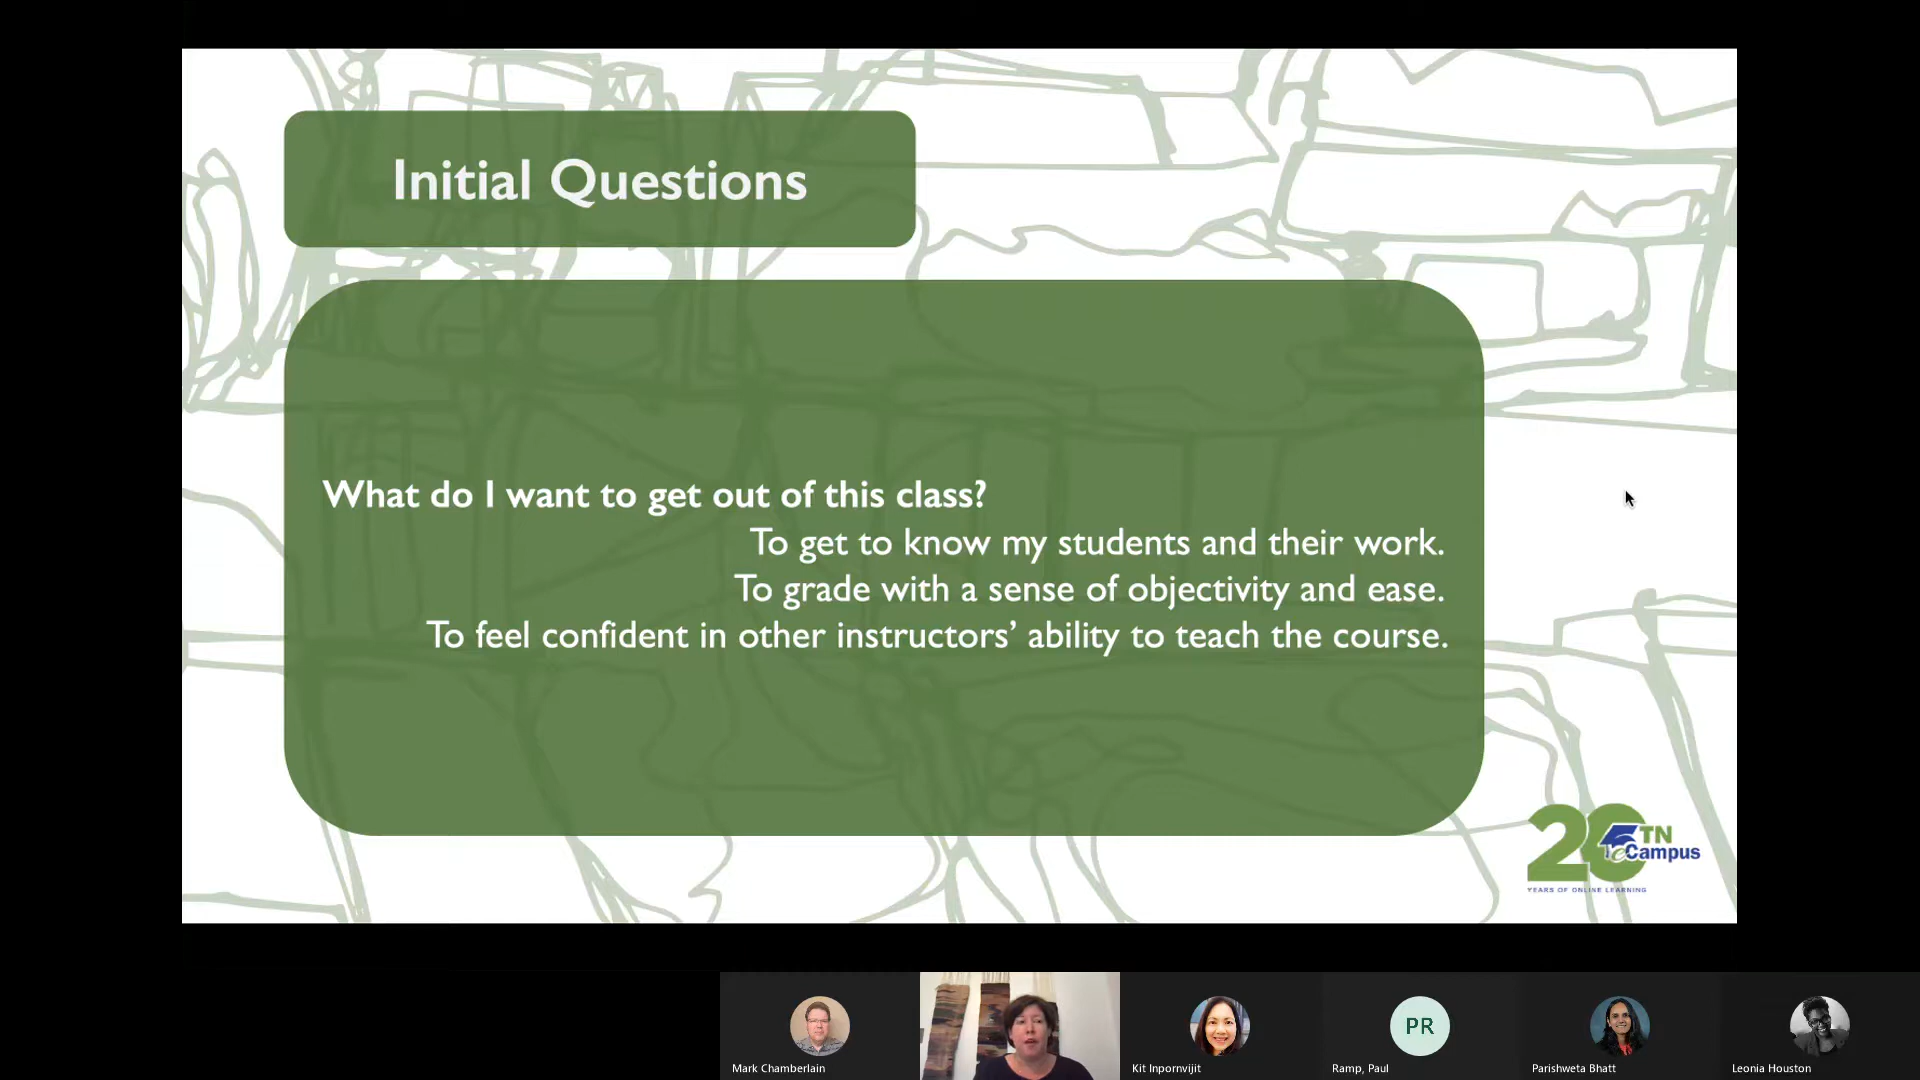 Initial Questions
What do I want to get out of this class?
To get to know my students and their work.
To grade with a sense of objectivity and ease.
To feel confident in other instructors’ ability to teach the course.
20 TN
eCampus
YEARS OF ONLINE LEARNING
PR
Mark Chamberlain
Kit Inpornvijit
Ramp, Paul
Parishweta Bhatt
Leonia Houston